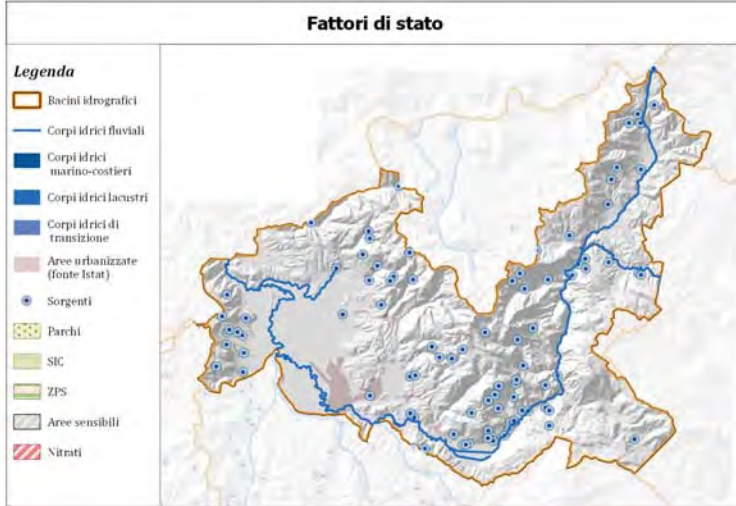 Fattori di stato
Legenda
Bacini idrografici
Corpi idrici fluviali
Corpi idrici
marino-costieri
Corpi idrici lacustri
Corpi idrici di
transizione
Aree urbanizzate
(fonte Istat)
Sorgenti
Parchi
SIC
ZPS
Aree sensibili
Nitrati